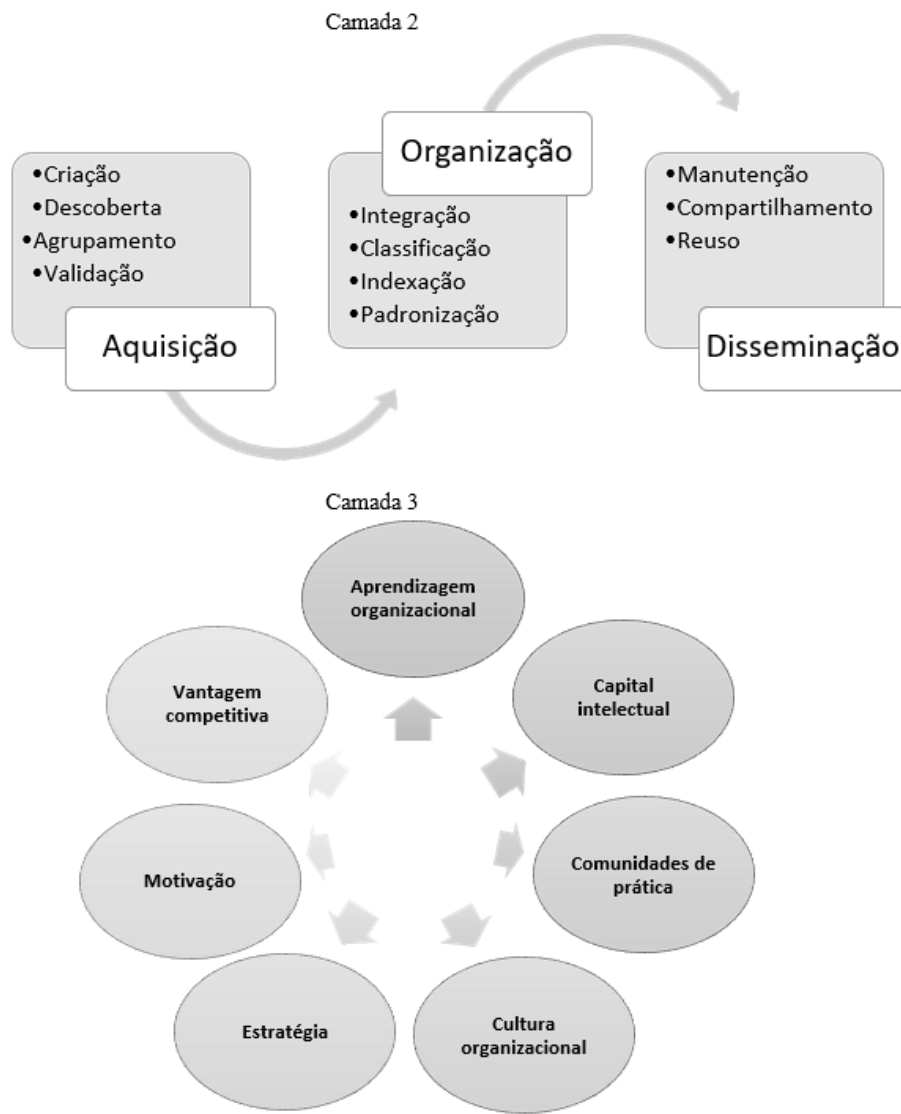 Camada 2
•Criação
•Descoberta
•Agrupamento
•Validação
Aquisição
Organização
•Integração
•Classificação
•Indexação
•Padronização
•Manutenção
•Compartilhamento
•Reuso
Disseminação
Camada 3
Aprendizagem
organizacional
Capital
intelectual
Comunidades de
prática
Cultura
organizacional
Estratégia
Motivação
Vantagem
competitiva